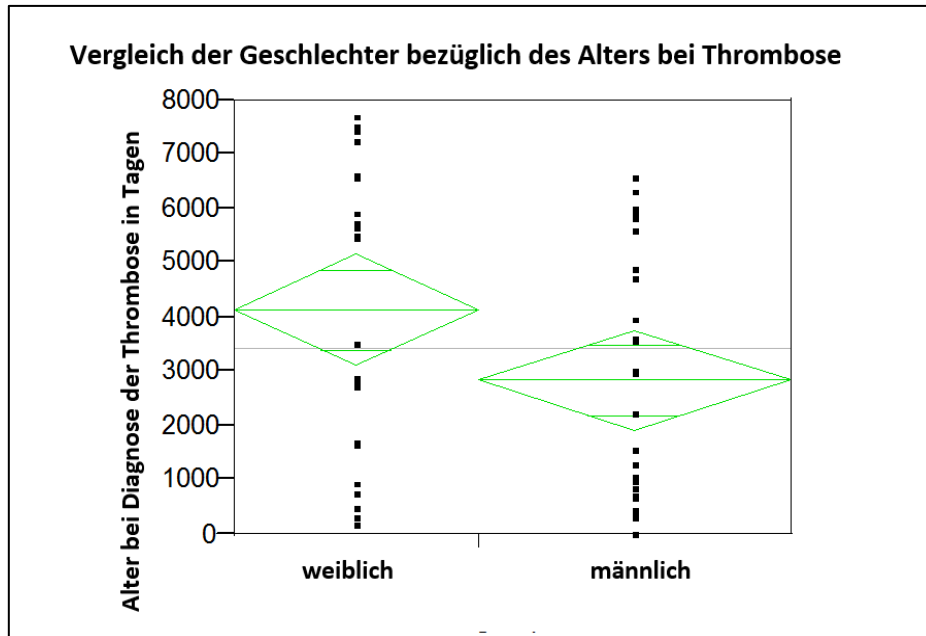 Vergleich der Geschlechter bezüglich des Alters bei Thrombose
Alter bei Diagnose der Thrombose in Tagen
8000
7000
6000
5000
4000
3000
2000
1000
0
weiblich
männlich